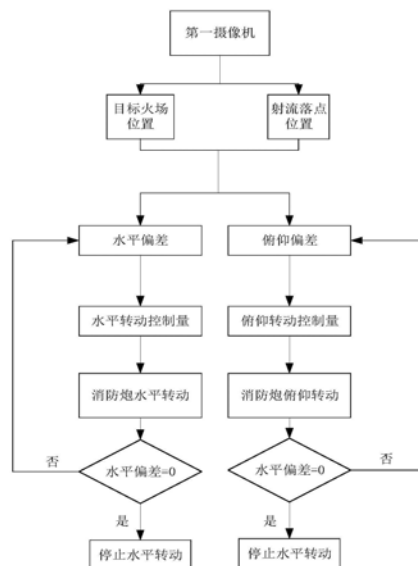 第一摄像机
目标火场
位置
射流落点
位置
水平偏差
俯仰偏差
水平转动控制量
俯仰转动控制量
消防炮水平转动
消防炮俯仰转动
否
水平偏差=0
水平偏差=0
否
是
是
停止水平转动
停止水平转动